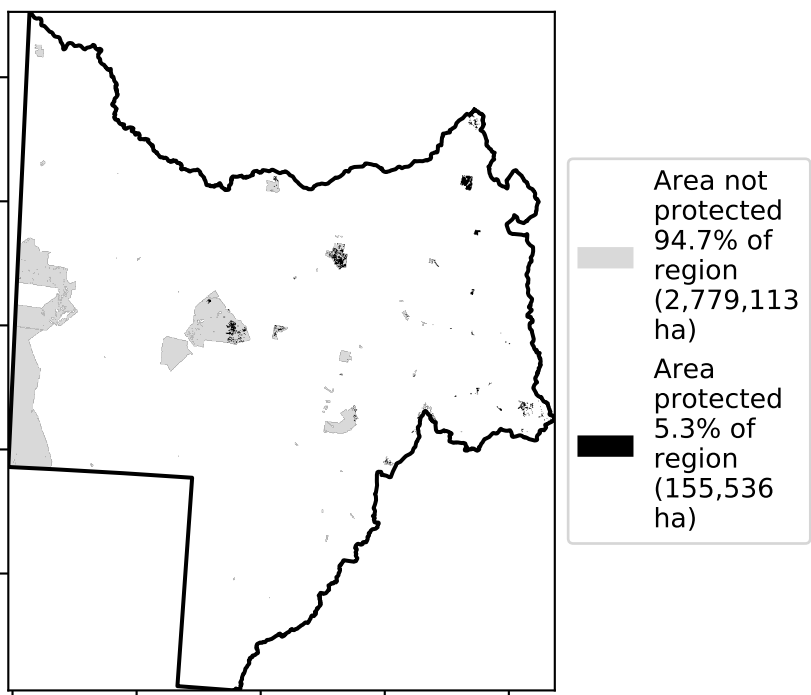 Area not
protected
94.7% of
region
(2,779,113
ha)
Area
protected
5.3% of
region
(155,536
ha)